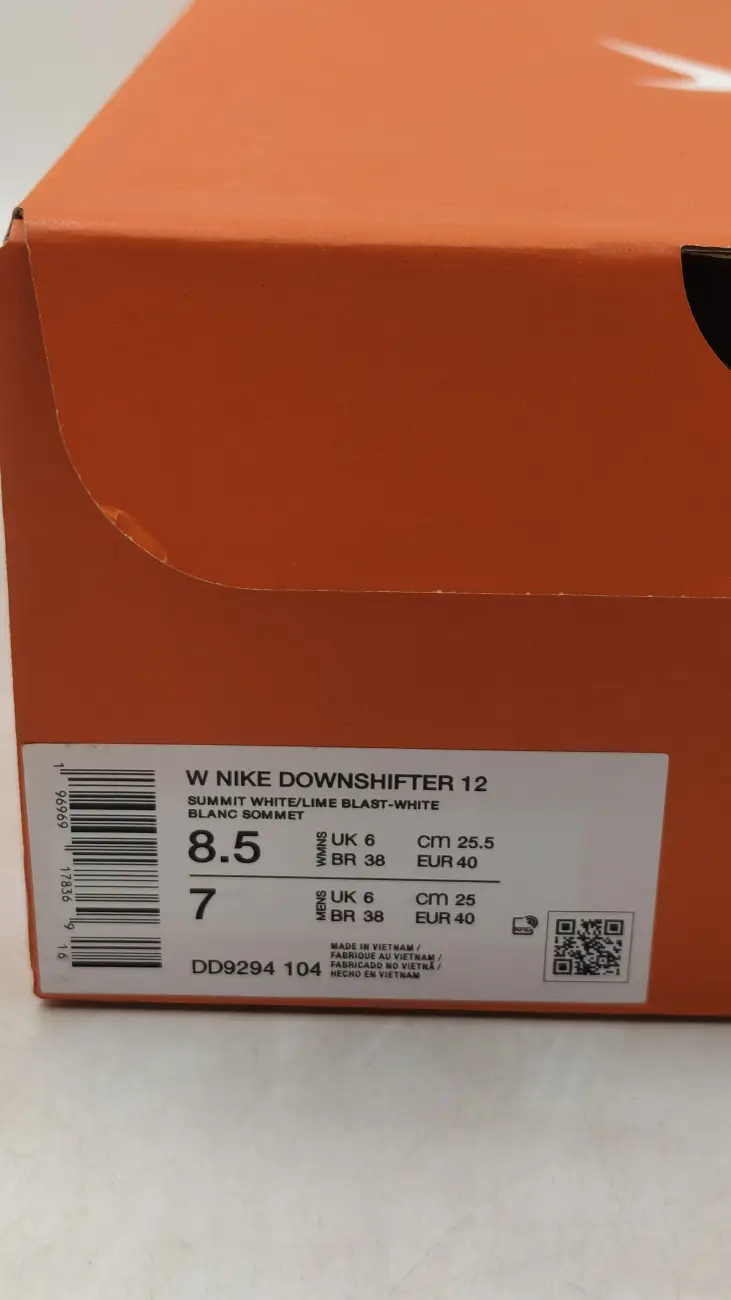 W NIKE DOWNSHIFTER 12
SUMMIT WHITE/LIME BLAST-WHITE
BLANC SOMMET
8.5 WMNS UK 6 cm 25.5
BR 38 EUR 40
7 MENS UK 6 cm 25
BR 38 EUR 40
DD9294 104
MADE IN VIETNAM /
FABRIQUE AU VIETNAM /
FABRICADO NO VIETNÃ /
HECHO EN VIETNAM
1 96969 17836 9 16